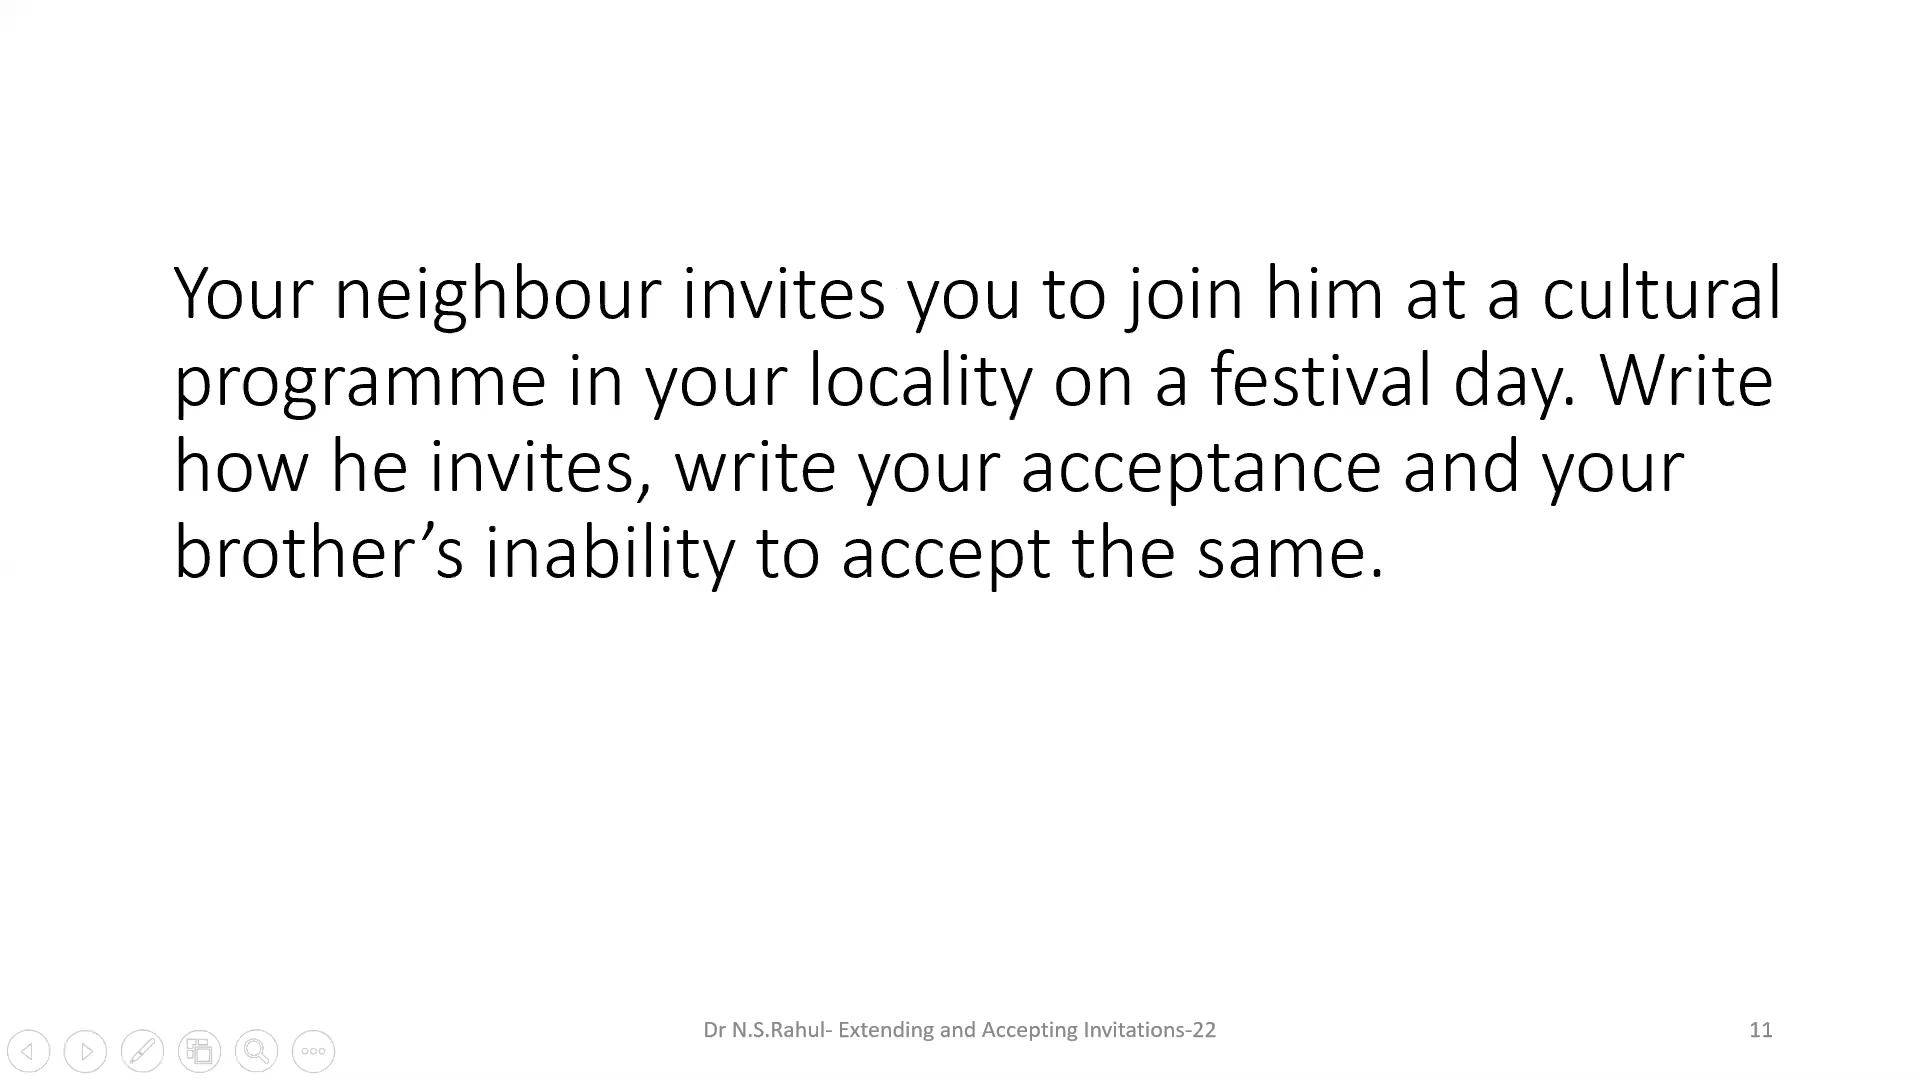 Your neighbour invites you to join him at a cultural
programme in your locality on a festival day. Write
how he invites, write your acceptance and your
brother’s inability to accept the same.
Dr N.S.Rahul- Extending and Accepting Invitations-22
11